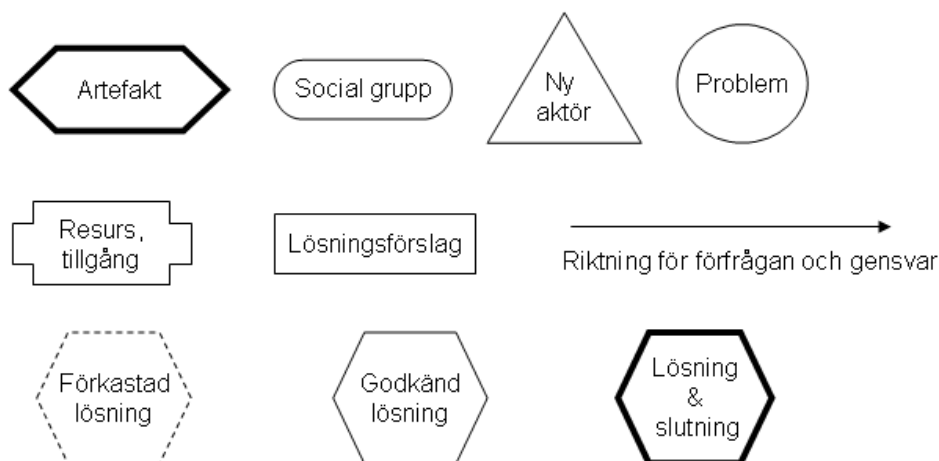 Artefakt
Social grupp
Ny
aktör
Problem
Resurs,
tillgång
Lösningsförslag
Riktning för förfrågan och gensvar
Förkastad
lösning
Godkänd
lösning
Lösning
&
slutning